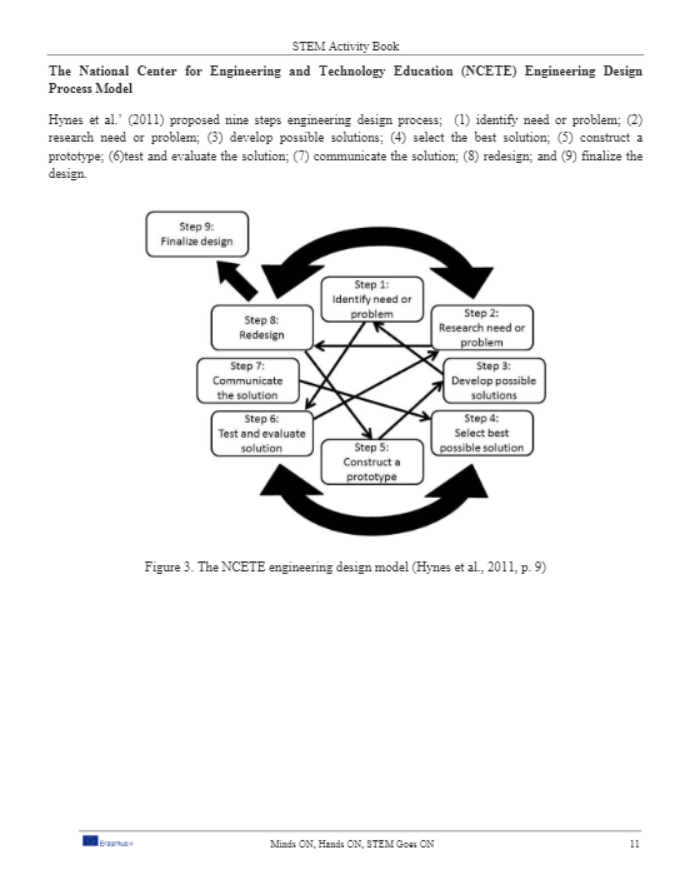 STEM Activity Book
The National Center for Engineering and Technology Education (NCETE) Engineering Design
Process Model
Hynes et al.' (2011) proposed nine steps engineering design process;  (1) identify need or problem; (2)
research need or problem; (3) develop possible solutions; (4) select the best solution; (5) construct a
prototype; (6)test and evaluate the solution; (7) communicate the solution; (8) redesign; and (9) finalize the
design.
Step 9:
Finalize design
Step 1:
Identify need or
problem
Step 8:
Redesign
Step 2:
Research need or
problem
Step 7:
Communicate
the solution
Step 3:
Develop possible
solutions
Step 6:
Test and evaluate
solution
Step 4:
Select best
possible solution
Step 5:
Construct a
prototype
Figure 3. The NCETE engineering design model (Hynes et al., 2011, p. 9)
Erasmus+
Minds ON, Hands ON, STEM Goes ON
11